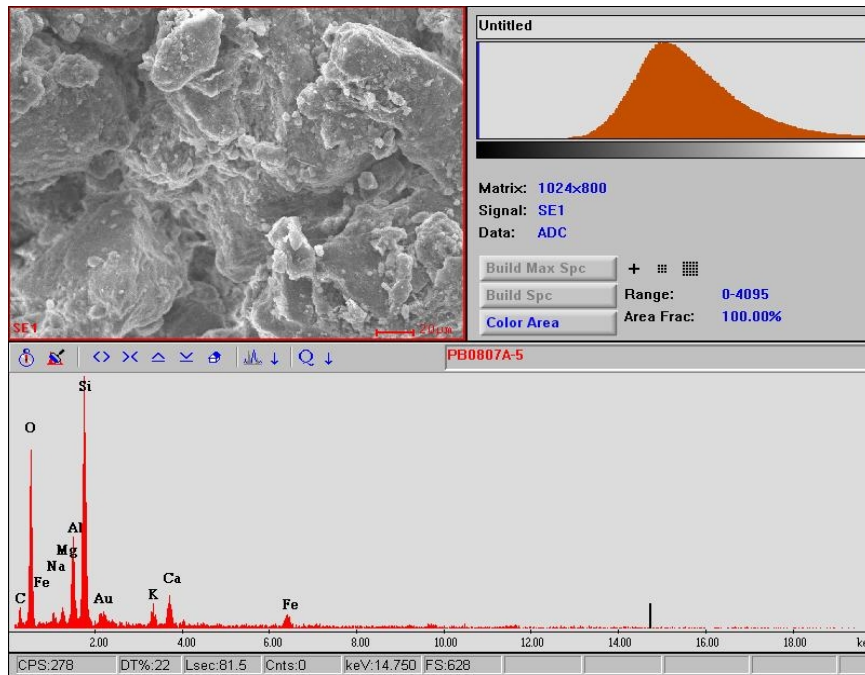 Untitled
Matrix: 1024x800
Signal: SE1
Data: ADC
Build Max Spc
Build Spc
Range: 0-4095
Color Area
Area Frac: 100.00%
SE1
20µm
Q
PB0807A-5
Si
O
Al
Mg
Na
Fe
C
Au
K
Ca
Fe
2.00 4.00 6.00 8.00 10.00 12.00 14.00 16.00 18.00 ke
CPS:278 DT%:22 Lsec:81.5 Cnts:0 keV:14.750 FS:628